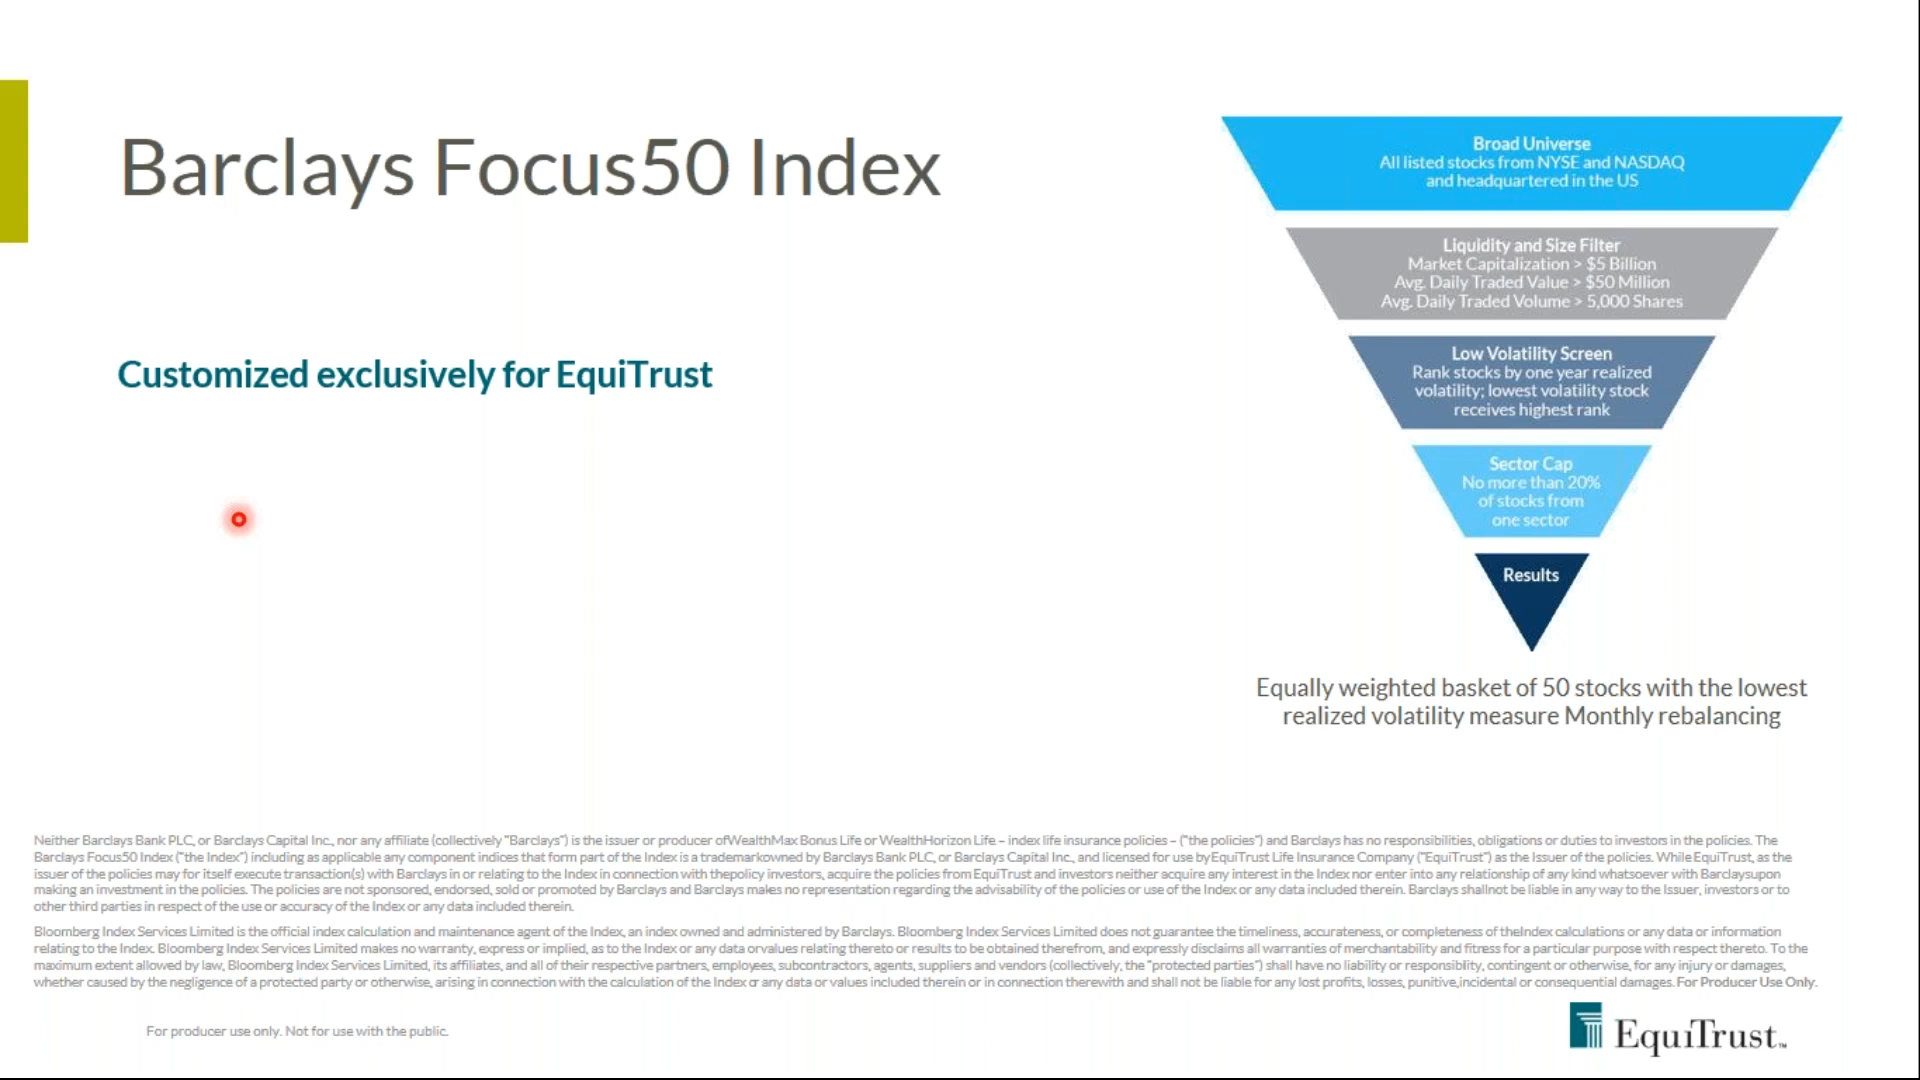 Barclays Focus50 Index
Customized exclusively for EquiTrust
Broad Universe
All listed stocks from NYSE and NASDAQ
and headquartered in the US
Liquidity and Size Filter
Market Capitalization > $5 Billion
Avg. Daily Traded Value > $50 Million
Avg. Daily Traded Volume > 5,000 Shares
Low Volatility Screen
Rank stocks by one year realized
volatility; lowest volatility stock
receives highest rank
Sector Cap
No more than 20%
of stocks from
one sector
Results
Equally weighted basket of 50 stocks with the lowest
realized volatility measure Monthly rebalancing
Neither Barclays Bank PLC, or Barclays Capital Inc., nor any affiliate (collectively "Barclays") is the issuer or producer ofWealthMax Bonus Life or WealthHorizon Life – index life insurance policies – ("the policies") and Barclays has no responsibilities, obligations or duties to investors in the policies. The
Barclays Focus50 Index ("the Index") including as applicable any component indices that form part of the Index is a trademarkowned by Barclays Bank PLC, or Barclays Capital Inc., and licensed for use by EquiTrust Life Insurance Company ("EquiTrust") as the Issuer of the policies. While EquiTrust, as the
issuer of the policies may for itself execute transaction(s) with Barclays in or relating to the Index in connection with thepolicy investors, acquire the policies from EquiTrust and investors neither acquire any interest in the Index nor enter into any relationship of any kind whatsoever with Barclaysupon
making an investment in the policies. The policies are not sponsored, endorsed, sold or promoted by Barclays and Barclays makes no representation regarding the advisability of the policies or use of the Index or any data included therein. Barclays shallnot be liable in any way to the Issuer, investors or to
other third parties in respect of the use or accuracy of the Index or any data included therein.
Bloomberg Index Services Limited is the official index calculation and maintenance agent of the Index, an index owned and administered by Barclays. Bloomberg Index Services Limited does not guarantee the timeliness, accurateness, or completeness of theIndex calculations or any data or information
relating to the Index. Bloomberg Index Services Limited makes no warranty, express or implied, as to the Index or any data orvalues relating thereto or results to be obtained therefrom, and expressly disclaims all warranties of merchantability and fitness for a particular purpose with respect thereto. To the
maximum extent allowed by law, Bloomberg Index Services Limited, its affiliates, and all of their respective partners, employees, subcontractors, agents, suppliers and vendors (collectively, the "protected parties") shall have no liability or responsibility, contingent or otherwise, for any injury or damages,
whether caused by the negligence of a protected party or otherwise, arising in connection with the calculation of the Index or any data or values included therein or in connection therewith and shall not be liable for any lost profits, losses, punitive,incidental or consequential damages. For Producer Use Only.
For producer use only. Not for use with the public.
EquiTrust™